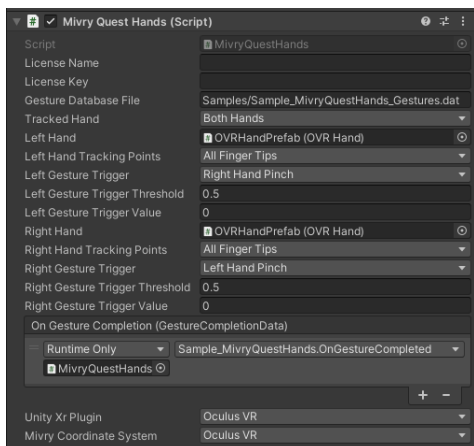 Mivry Quest Hands (Script)
Script MivryQuestHands
License Name
License Key
Gesture Database File Samples/Sample_MivryQuestHands_Gestures.dat
Tracked Hand Both Hands
Left Hand OVRHandPrefab (OVR Hand)
Left Hand Tracking Points All Finger Tips
Left Gesture Trigger Right Hand Pinch
Left Gesture Trigger Threshold 0.5
Left Gesture Trigger Value 0
Right Hand OVRHandPrefab (OVR Hand)
Right Hand Tracking Points All Finger Tips
Right Gesture Trigger Left Hand Pinch
Right Gesture Trigger Threshold 0.5
Right Gesture Trigger Value 0
On Gesture Completion (GestureCompletionData)
Runtime Only Sample_MivryQuestHands.OnGestureCompleted
MivryQuestHands
+ −
Unity Xr Plugin Oculus VR
Mivry Coordinate System Oculus VR